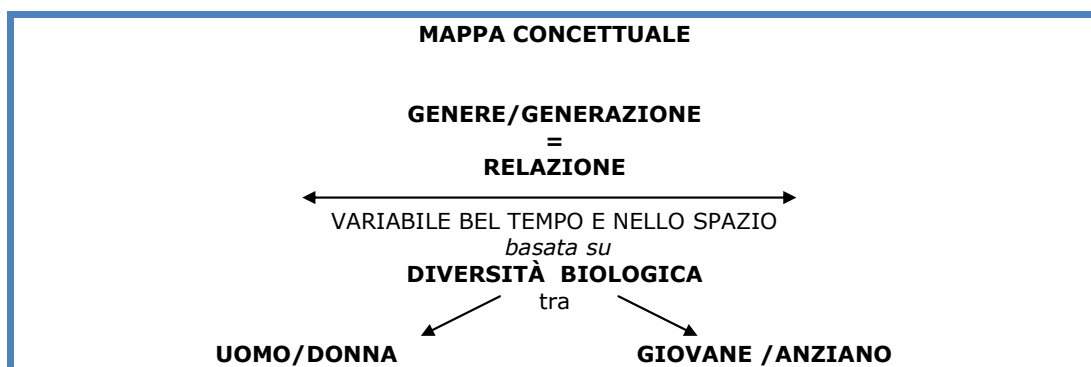 MAPPA CONCETTUALE
GENERE/GENERAZIONE
=
RELAZIONE
VARIABILE BEL TEMPO E NELLO SPAZIO
basata su
DIVERSITÀ BIOLOGICA
tra
UOMO/DONNA GIOVANE /ANZIANO